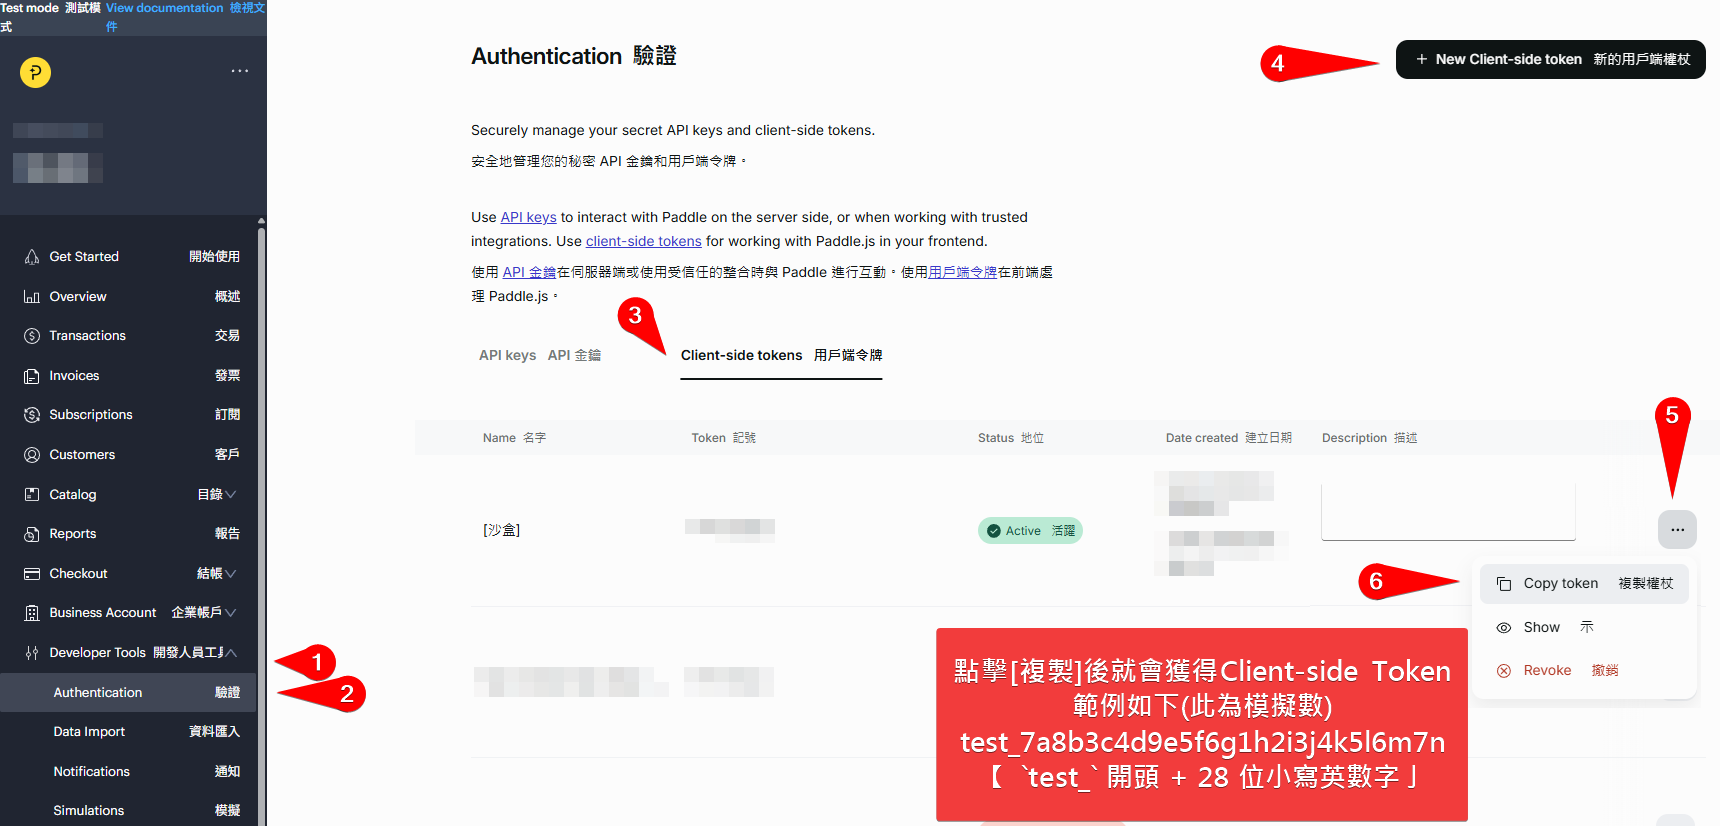 Test mode 測試模式
View documentation 檢視文件
Get Started 開始使用
Overview 概述
Transactions 交易
Invoices 發票
Subscriptions 訂閱
Customers 客戶
Catalog 目錄
Reports 報告
Checkout 結帳
Business Account 企業帳戶
Developer Tools 開發人員工具
Authentication 驗證
Data Import 資料匯入
Notifications 通知
Simulations 模擬
1
2
Authentication 驗證
4
+ New Client-side token 新的用戶端權杖
Securely manage your secret API keys and client-side tokens.
安全地管理您的秘密 API 金鑰和用戶端令牌。
Use API keys to interact with Paddle on the server side, or when working with trusted
integrations. Use client-side tokens for working with Paddle.js in your frontend.
使用 API 金鑰在伺服器端或使用受信任的整合時與 Paddle 進行互動。使用用戶端令牌在前端處
理 Paddle.js。
3
API keys API 金鑰
Client-side tokens 用戶端令牌
Name 名字
Token 記號
Status 地位
Date created 建立日期
Description 描述
5
[沙盒]
Active 活躍
6
Copy token 複製權杖
Show 示
Revoke 撤銷
點擊[複製]後就會獲得Client-side Token
範例如下(此為模擬數)
test_7a8b3c4d9e5f6g1h2i3j4k5l6m7n
【 `test_` 開頭 + 28 位小寫英數字」